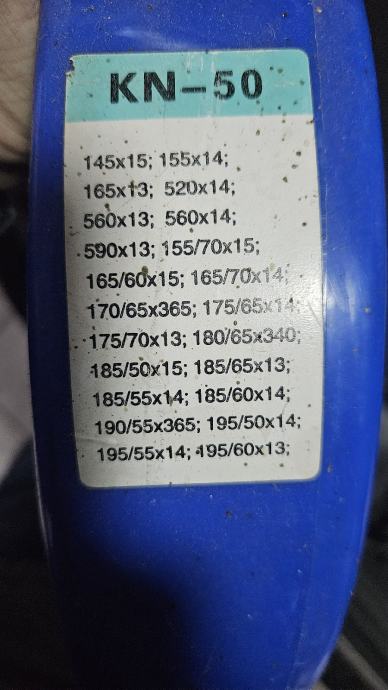 KN-50
145x15; 155x14;
165x13; 520x14;
560x13; 560x14;
590x13; 155/70x15;
165/60x15; 165/70x14;
170/65x365; 175/65x14;
175/70x13; 180/65x340;
185/50x15; 185/65x13;
185/55x14; 185/60x14;
190/55x365; 195/50x14;
195/55x14; 195/60x13;